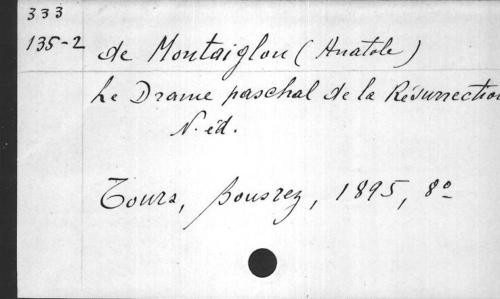 333
135-2
de Montaiglon (Anatole)
Le Drame paschal de la Résurrection
N. éd.
Tours, Bousrez, 1895, 8o